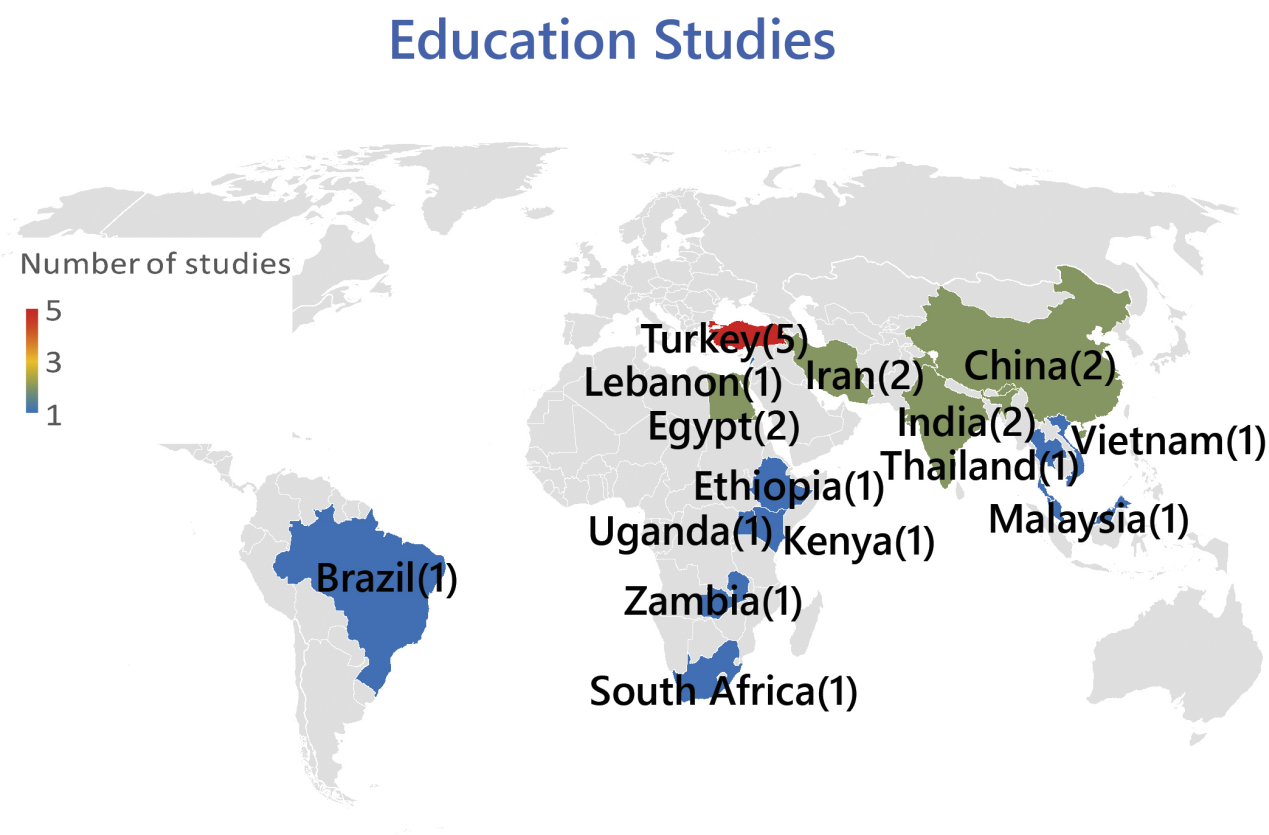 Education Studies
Number of studies
5
3
1
Turkey(5)
Lebanon(1)
Iran(2)
China(2)
Egypt(2)
India(2)
Vietnam(1)
Thailand(1)
Ethiopia(1)
Malaysia(1)
Uganda(1)
Kenya(1)
Brazil(1)
Zambia(1)
South Africa(1)